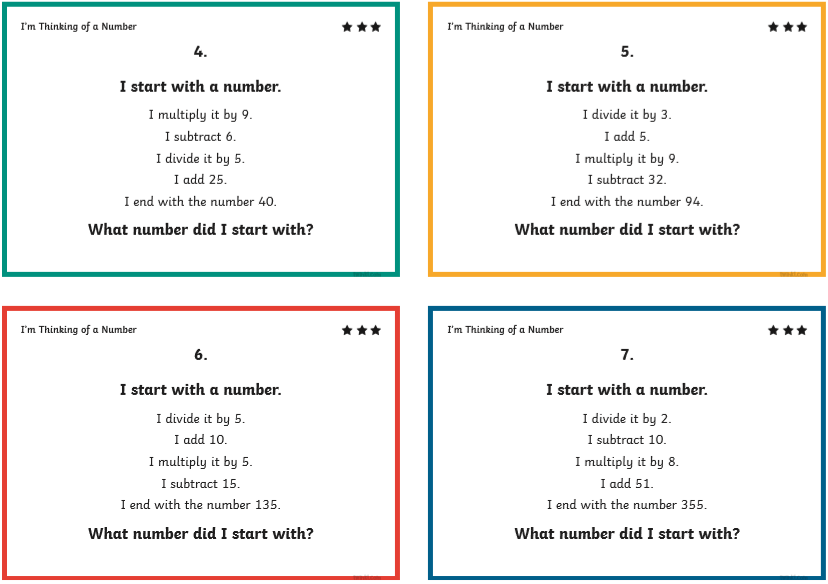 I'm Thinking of a Number
4.
I start with a number.
I multiply it by 9.
I subtract 6.
I divide it by 5.
I add 25.
I end with the number 40.
What number did I start with?
I'm Thinking of a Number
5.
I start with a number.
I divide it by 3.
I add 5.
I multiply it by 9.
I subtract 32.
I end with the number 94.
What number did I start with?
I'm Thinking of a Number
6.
I start with a number.
I divide it by 5.
I add 10.
I multiply it by 5.
I subtract 15.
I end with the number 135.
What number did I start with?
I'm Thinking of a Number
7.
I start with a number.
I divide it by 2.
I subtract 10.
I multiply it by 8.
I add 51.
I end with the number 355.
What number did I start with?